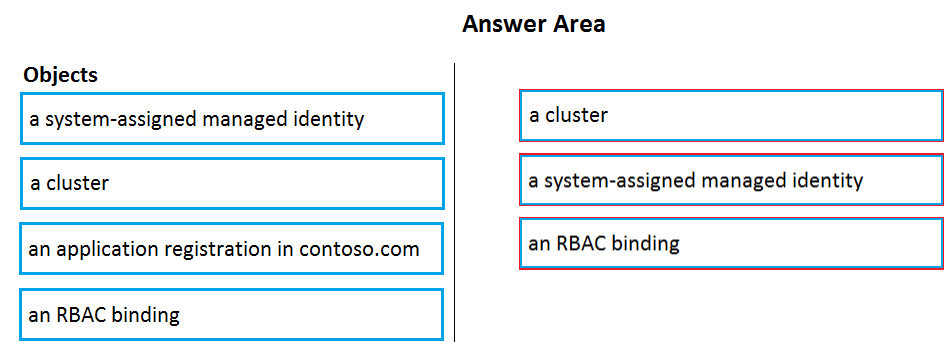 Answer Area
Objects
a system-assigned managed identity
a cluster
an application registration in contoso.com
an RBAC binding
a cluster
a system-assigned managed identity
an RBAC binding